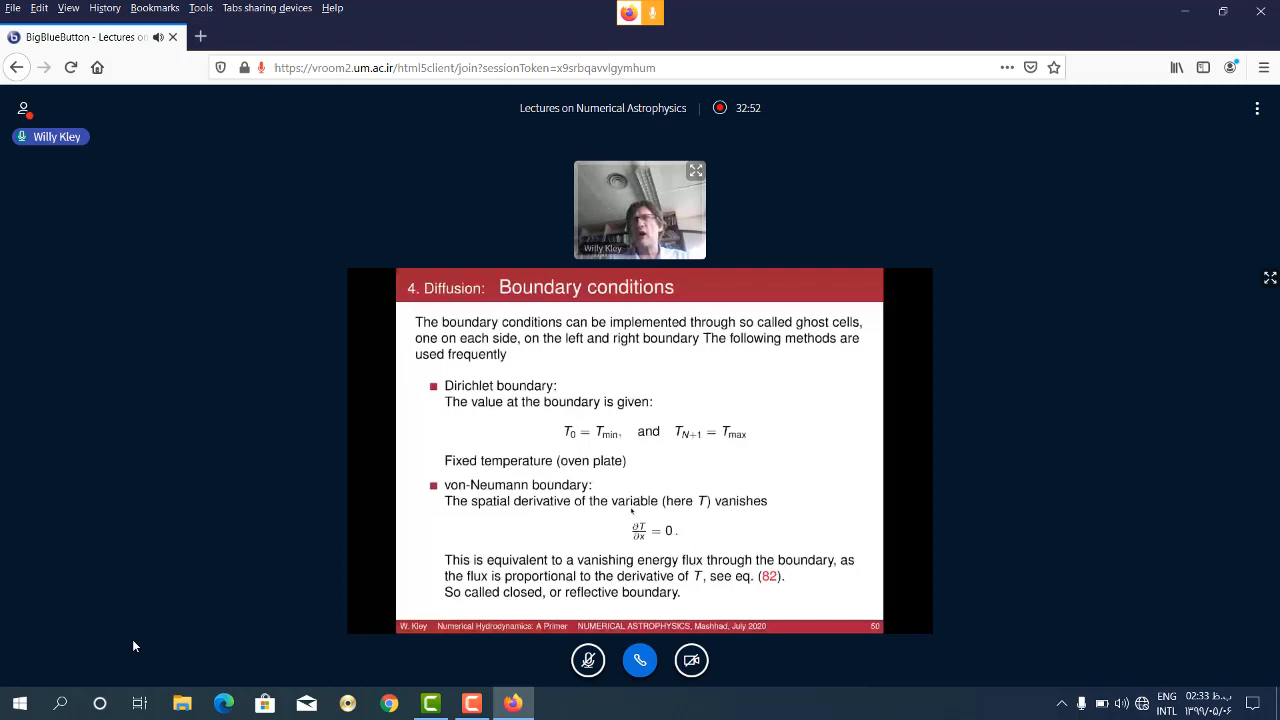 File Edit View History Bookmarks Tools Tabs sharing devices Help
BigBlueButton - Lectures on
https://vroom2.um.ac.ir/html5client/join?sessionToken=x9srbqavvlgymhum
Lectures on Numerical Astrophysics
32:52
Willy Kley
Willy Kley
4. Diffusion: Boundary conditions
The boundary conditions can be implemented through so called ghost cells,
one on each side, on the left and right boundary The following methods are
used frequently
Dirichlet boundary:
The value at the boundary is given:
T₀ = Tmin, and TN+1 = Tmax
Fixed temperature (oven plate)
von-Neumann boundary:
The spatial derivative of the variable (here T) vanishes
∂T/∂x = 0 .
This is equivalent to a vanishing energy flux through the boundary, as
the flux is proportional to the derivative of T, see eq. (82).
So called closed, or reflective boundary.
W. Kley Numerical Hydrodynamics: A Primer NUMERICAL ASTROPHYSICS, Mashhad, July 2020 50
ENG
INTL
02:33 ب.ظ
۱۳۹۹/۰۵/۰۶